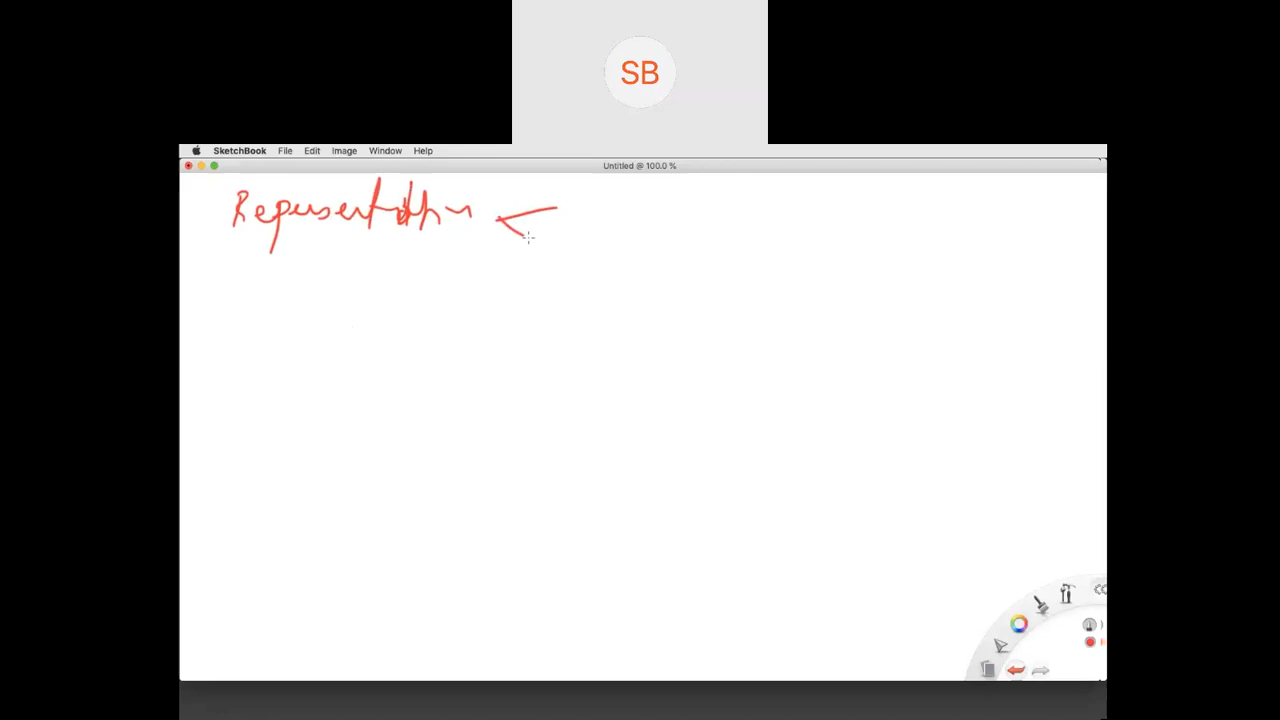 SB
SketchBook File Edit Image Window Help
Untitled @ 100.0 %
Representation